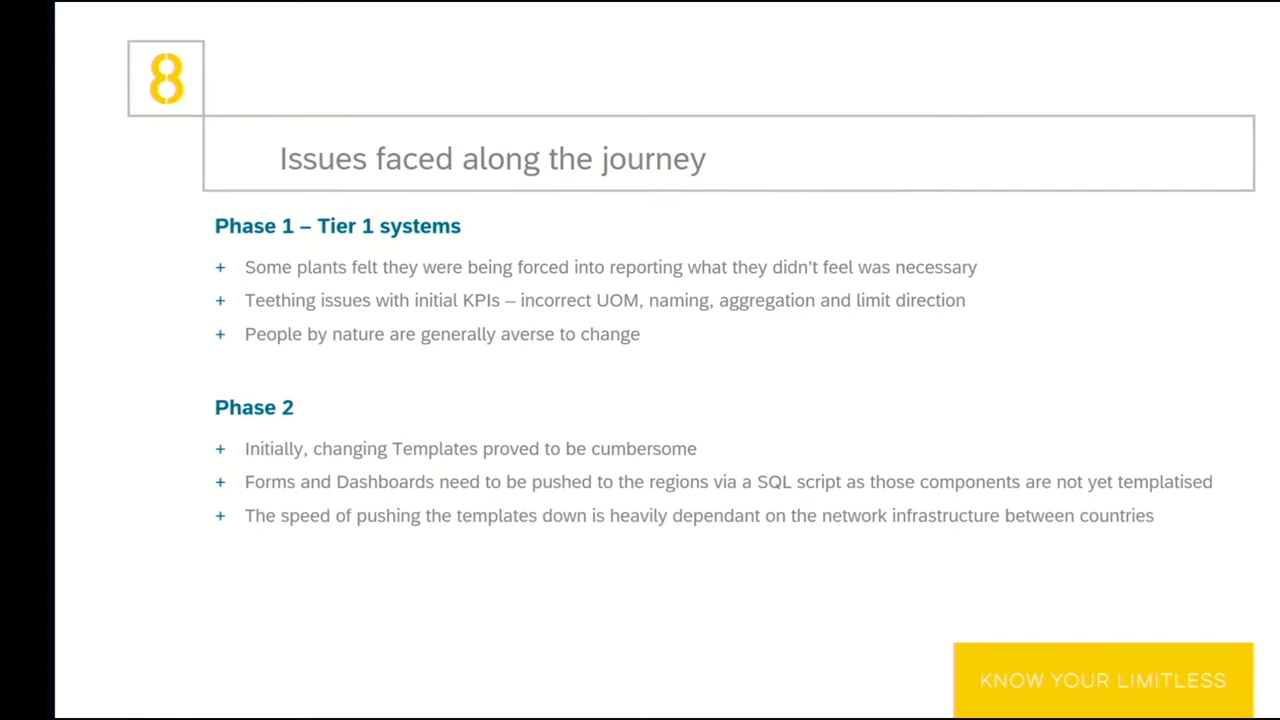 8
Issues faced along the journey
Phase 1 – Tier 1 systems
+ Some plants felt they were being forced into reporting what they didn’t feel was necessary
+ Teething issues with initial KPIs – incorrect UOM, naming, aggregation and limit direction
+ People by nature are generally averse to change
Phase 2
+ Initially, changing Templates proved to be cumbersome
+ Forms and Dashboards need to be pushed to the regions via a SQL script as those components are not yet templatised
+ The speed of pushing the templates down is heavily dependant on the network infrastructure between countries
KNOW YOUR LIMITLESS